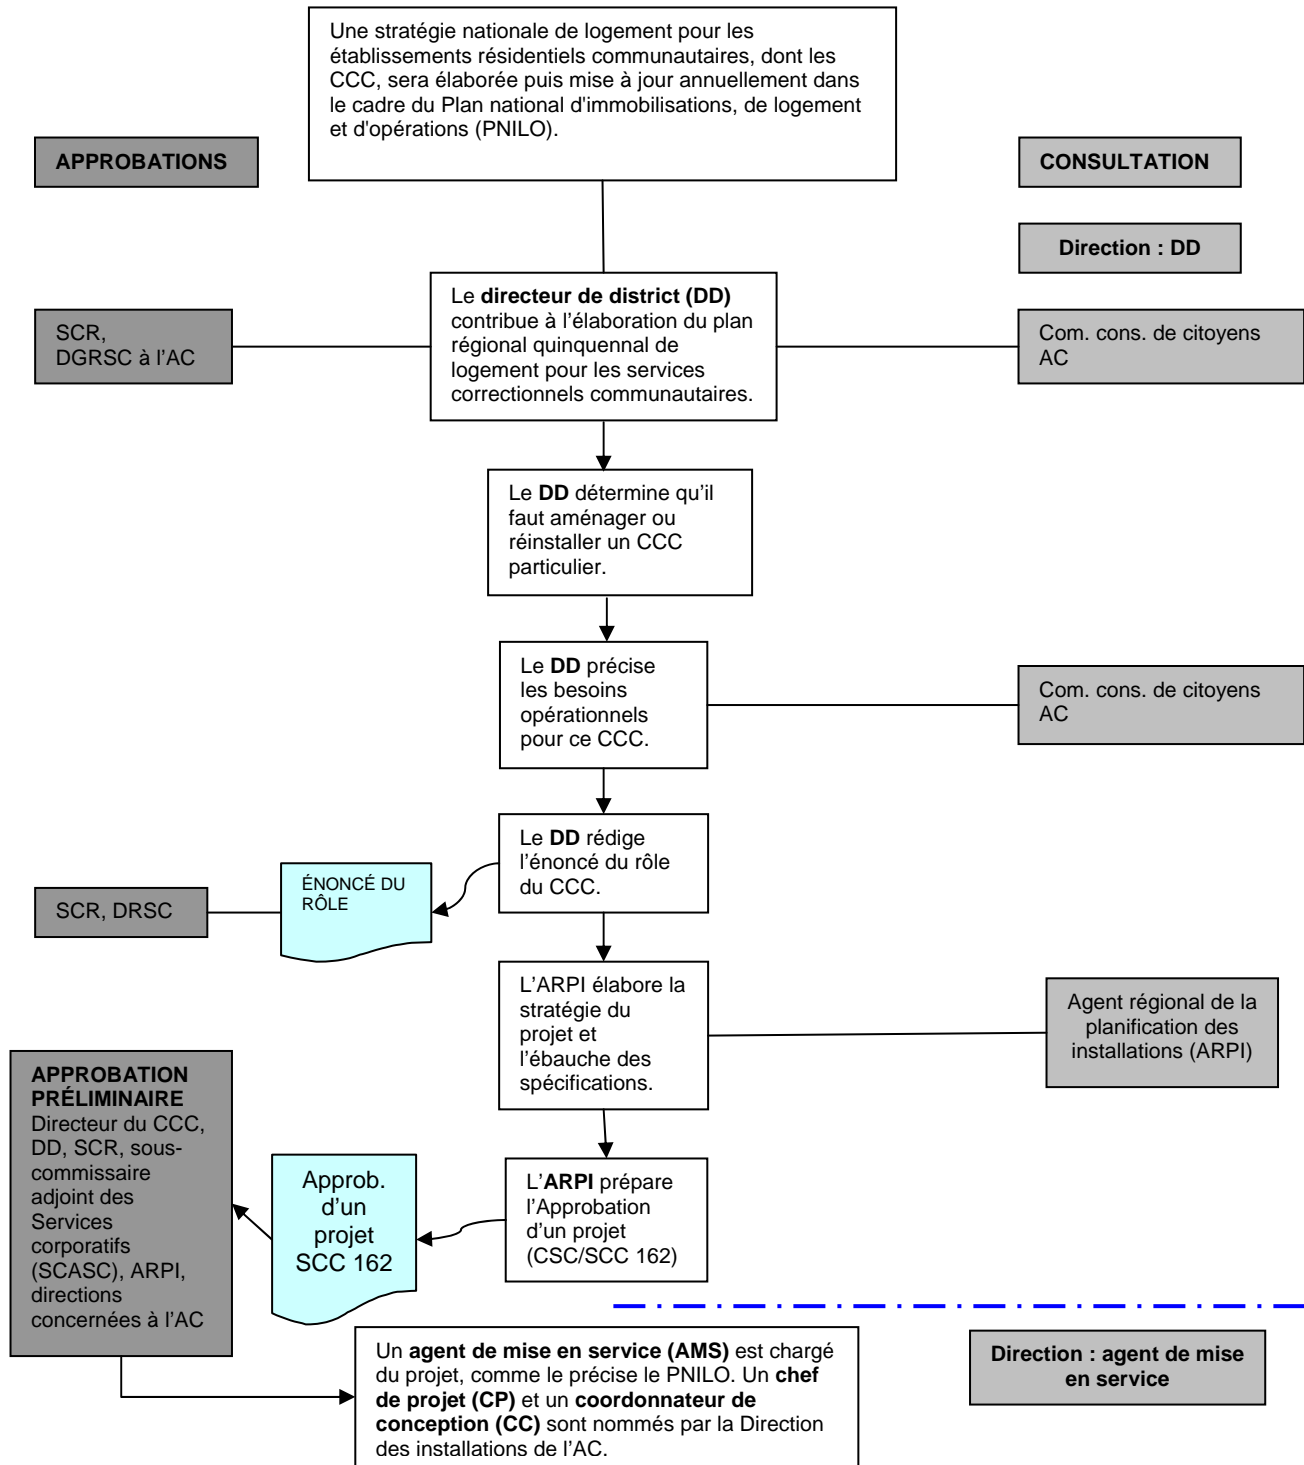 Une stratégie nationale de logement pour les
établissements résidentiels communautaires, dont les
CCC, sera élaborée puis mise à jour annuellement dans
le cadre du Plan national d'immobilisations, de logement
et d'opérations (PNILO).
APPROBATIONS
CONSULTATION
Direction : DD
Le directeur de district (DD)
contribue à l'élaboration du plan
régional quinquennal de
logement pour les services
correctionnels communautaires.
SCR,
DGRSC à l'AC
Com. cons. de citoyens
AC
Le DD détermine qu'il
faut aménager ou
réinstaller un CCC
particulier.
Le DD précise
les besoins
opérationnels
pour ce CCC.
Com. cons. de citoyens
AC
Le DD rédige
l'énoncé du rôle
du CCC.
ÉNONCÉ DU
RÔLE
SCR, DRSC
L'ARPI élabore la
stratégie du
projet et
l'ébauche des
spécifications.
Agent régional de la
planification des
installations (ARPI)
APPROBATION
PRÉLIMINAIRE
Directeur du CCC,
DD, SCR, sous-
commissaire
adjoint des
Services
corporatifs
(SCASC), ARPI,
directions
concernées à l'AC
Approb.
d'un
projet
SCC 162
L'ARPI prépare
l'Approbation
d'un projet
(CSC/SCC 162)
Un agent de mise en service (AMS) est chargé
du projet, comme le précise le PNILO. Un chef
de projet (CP) et un coordonnateur de
conception (CC) sont nommés par la Direction
des installations de l'AC.
Direction : agent de mise
en service